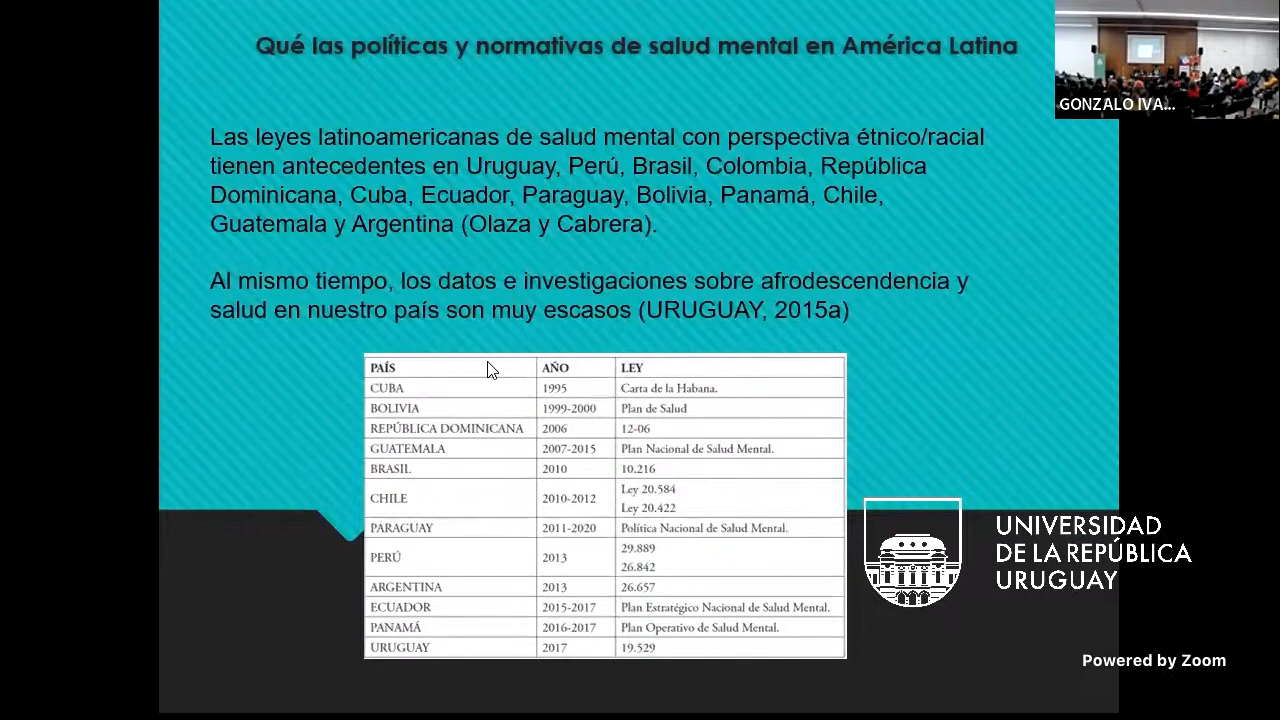 Qué las políticas y normativas de salud mental en América Latina
GONZALO IVA...
Las leyes latinoamericanas de salud mental con perspectiva étnico/racial
tienen antecedentes en Uruguay, Perú, Brasil, Colombia, República
Dominicana, Cuba, Ecuador, Paraguay, Bolivia, Panamá, Chile,
Guatemala y Argentina (Olaza y Cabrera).
Al mismo tiempo, los datos e investigaciones sobre afrodescendencia y
salud en nuestro país son muy escasos (URUGUAY, 2015a)
PAÍS AÑO LEY
CUBA 1995 Carta de la Habana.
BOLIVIA 1999-2000 Plan de Salud
REPÚBLICA DOMINICANA 2006 12-06
GUATEMALA 2007-2015 Plan Nacional de Salud Mental.
BRASIL 2010 10.216
CHILE 2010-2012 Ley 20.584
Ley 20.422
PARAGUAY 2011-2020 Política Nacional de Salud Mental.
PERÚ 2013 29.889
26.842
ARGENTINA 2013 26.657
ECUADOR 2015-2017 Plan Estratégico Nacional de Salud Mental.
PANAMÁ 2016-2017 Plan Operativo de Salud Mental.
URUGUAY 2017 19.529
UNIVERSIDAD
DE LA REPÚBLICA
URUGUAY
Powered by Zoom